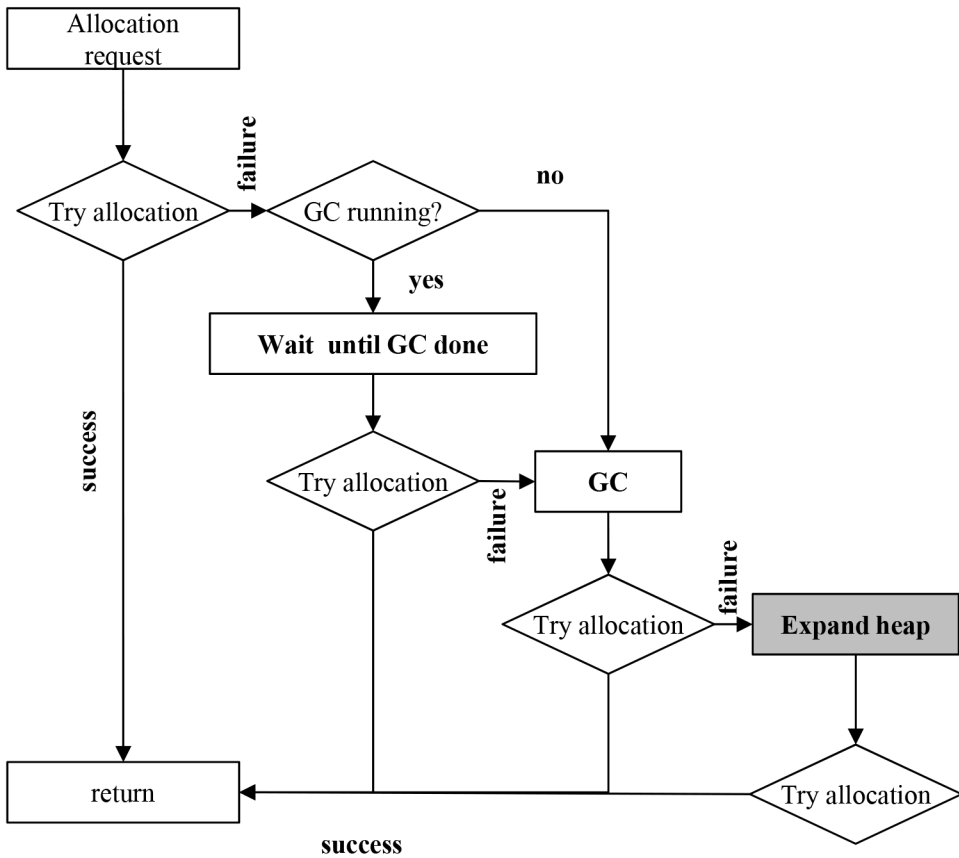 Allocation
request
failure
no
Try allocation
GC running?
yes
Wait until GC done
success
Try allocation
GC
failure
failure
Try allocation
Expand heap
return
Try allocation
success